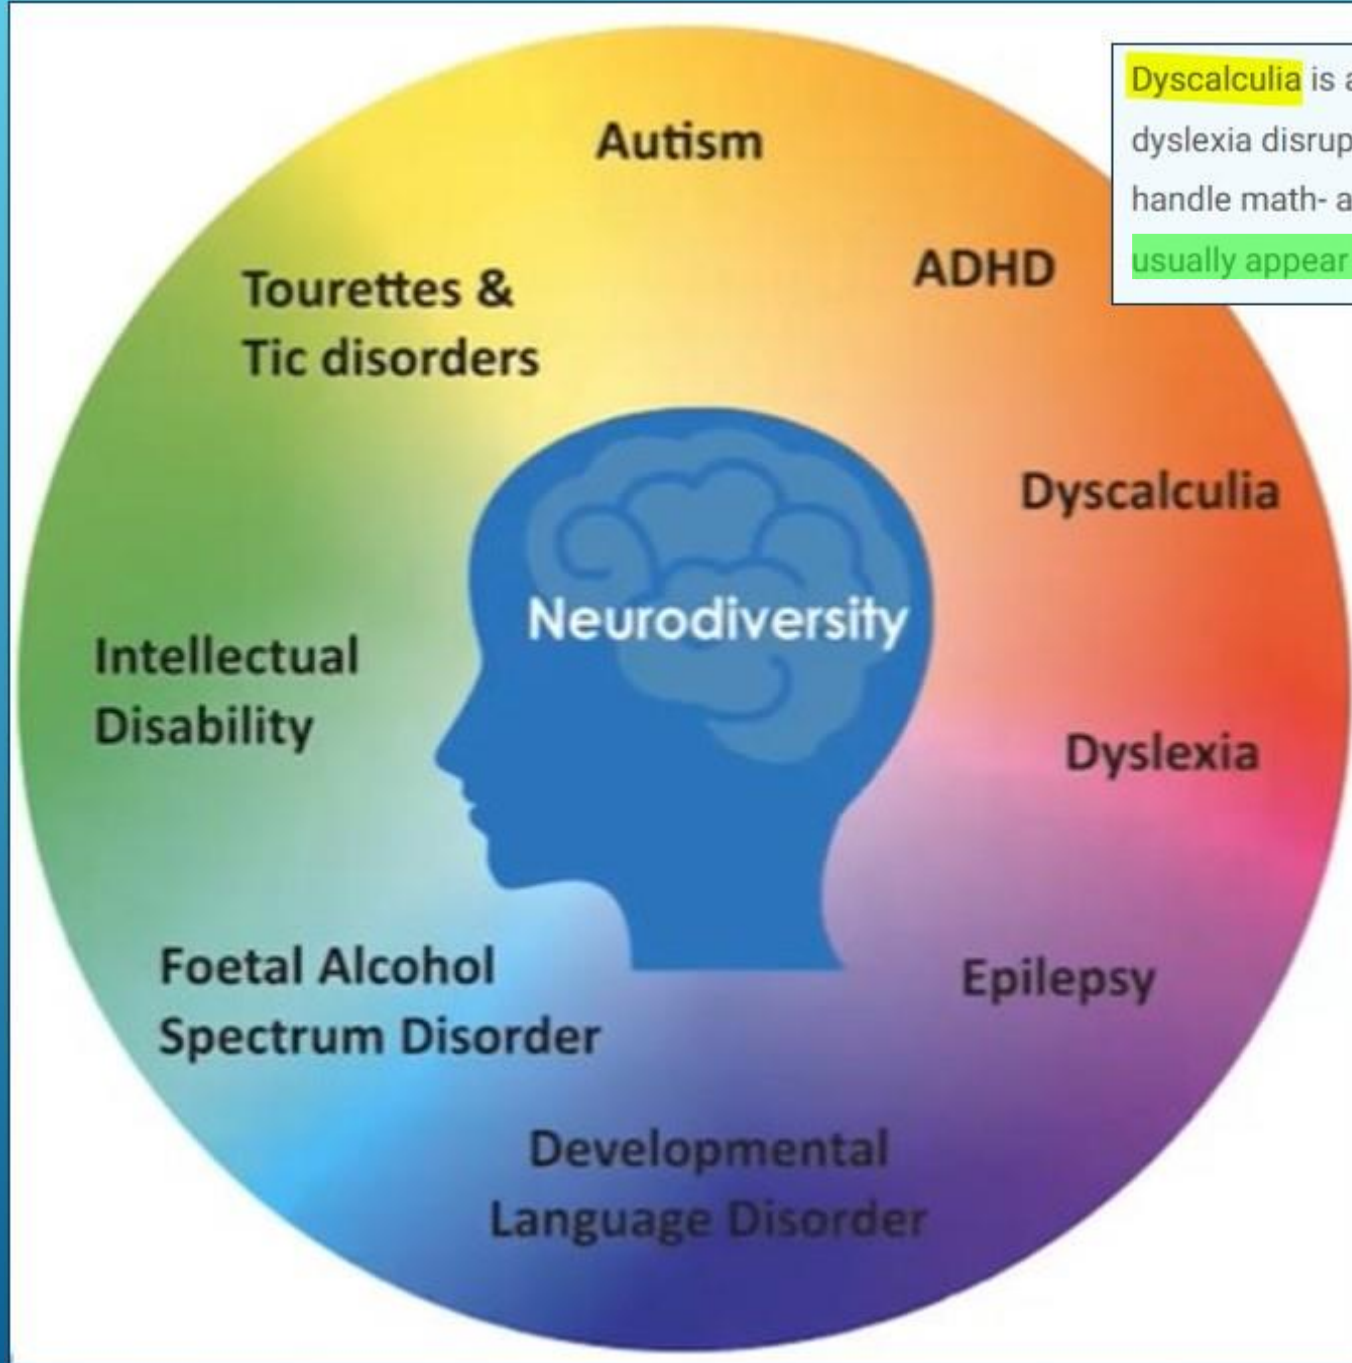 Autism
Dyscalculia is a
dyslexia disrup
handle math- a
usually appear
ADHD
Tourettes &
Tic disorders
Dyscalculia
Neurodiversity
Intellectual
Disability
Dyslexia
Foetal Alcohol
Spectrum Disorder
Epilepsy
Developmental
Language Disorder